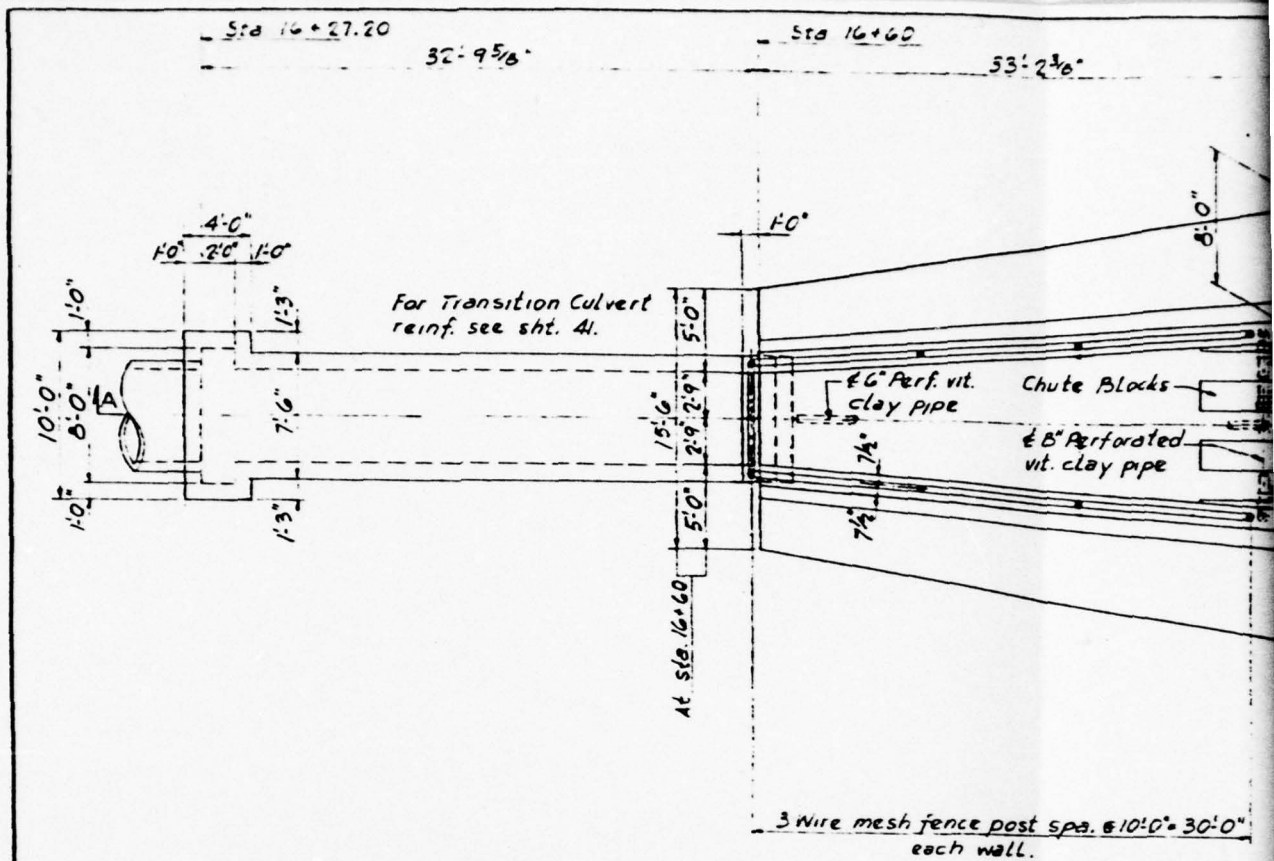 Sta 16+27.20
Sta 16+60
32'-9 5/8"
53'-2 3/8"
8'-0"
4'-0"
1'-0"
1'-0"
2'-0"
1'-0"
1'-0"
1'-3"
For Transition Culvert
reinf. see sht. 41.
5'-0"
10'-0"
8'-0"
A
7'-6"
15'-6"
2'-9"
2'-9"
℄ 6" Perf. vit.
clay pipe
Chute Blocks
℄ 8" Perforated
vit. clay pipe
7½"
7½"
1'-0"
1'-3"
5'-0"
At sta. 16+60
3 Wire mesh fence post spa. @ 10'-0" = 30'-0"
each wall.